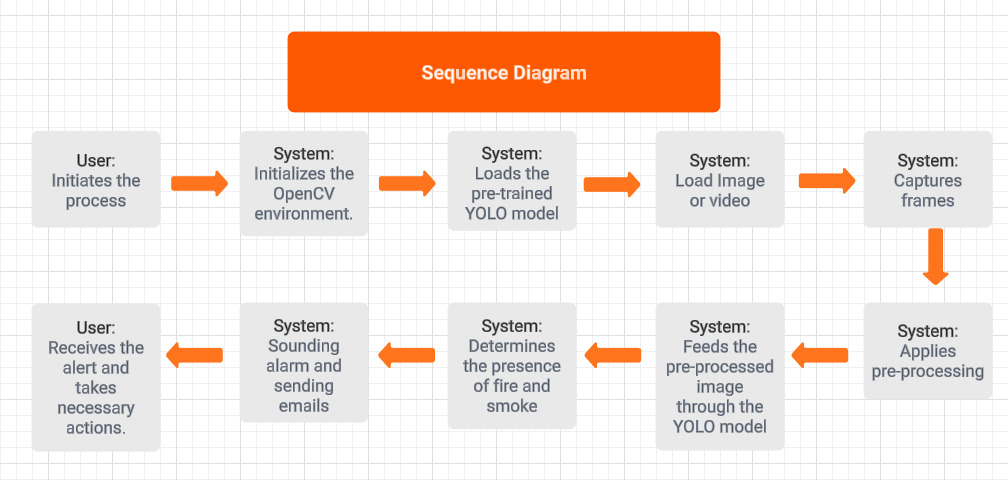 Sequence Diagram
User:
Initiates the
process
System:
Initializes the
OpenCV
environment.
System:
Loads the
pre-trained
YOLO model
System:
Load Image
or video
System:
Captures
frames
System:
Applies
pre-processing
System:
Feeds the
pre-processed
image
through the
YOLO model
System:
Determines
the presence
of fire and
smoke
System:
Sounding
alarm and
sending
emails
User:
Receives the
alert and
takes
necessary
actions.